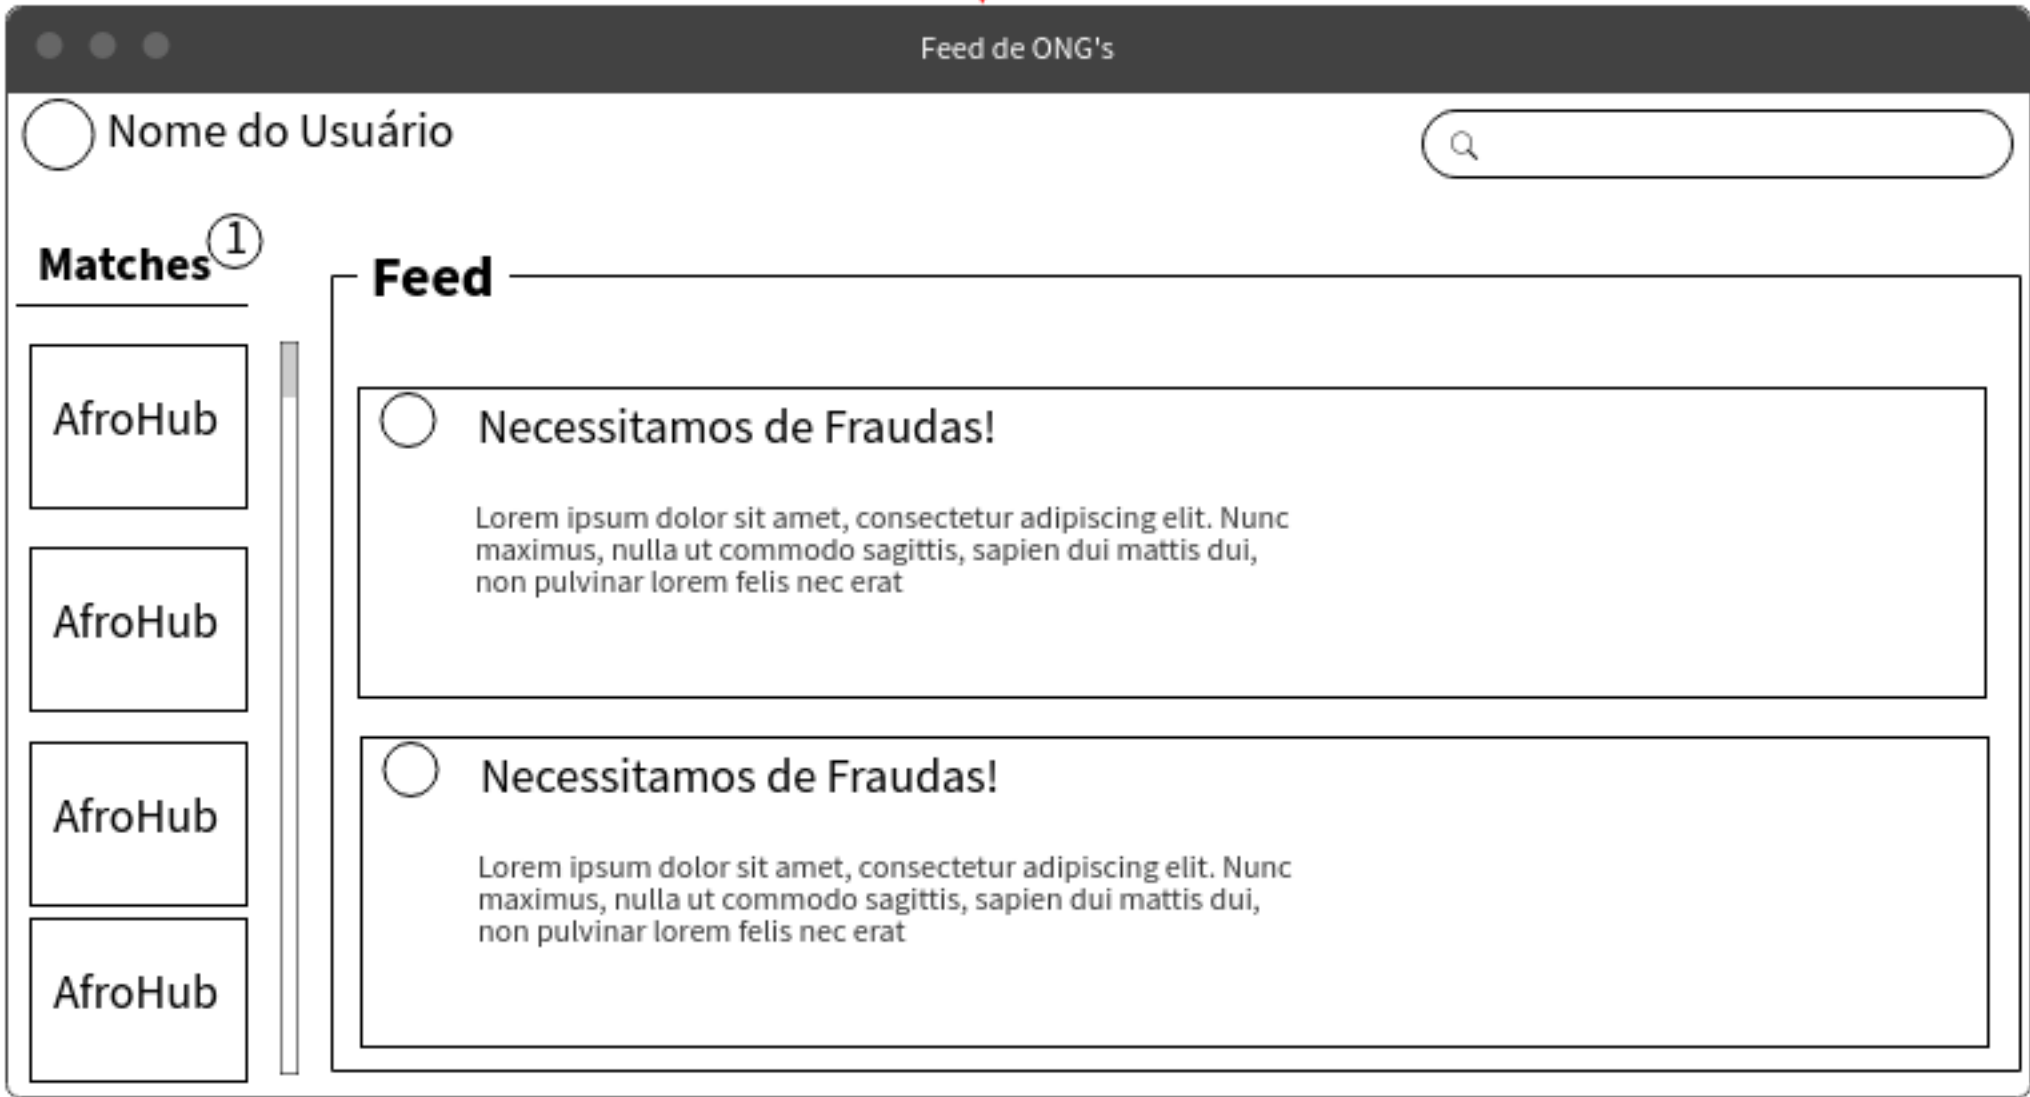 Feed de ONG's
Nome do Usuário
Matches 1
AfroHub
AfroHub
AfroHub
AfroHub
Feed
Necessitamos de Fraudas!
Lorem ipsum dolor sit amet, consectetur adipiscing elit. Nunc
maximus, nulla ut commodo sagittis, sapien dui mattis dui,
non pulvinar lorem felis nec erat
Necessitamos de Fraudas!
Lorem ipsum dolor sit amet, consectetur adipiscing elit. Nunc
maximus, nulla ut commodo sagittis, sapien dui mattis dui,
non pulvinar lorem felis nec erat